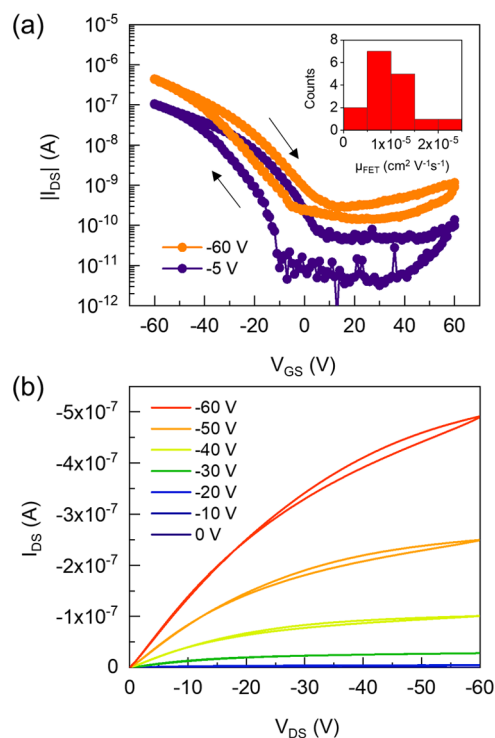 (a)
10⁻⁵
10⁻⁶
10⁻⁷
10⁻⁸
10⁻⁹
10⁻¹⁰
10⁻¹¹
10⁻¹²
|I_DS| (A)
-60 V
-5 V
-60 -40 -20 0 20 40 60
V_GS (V)
8
6
4
2
0
Counts
1x10⁻⁵ 2x10⁻⁵
μ_FET (cm² V⁻¹s⁻¹)
(b)
-5x10⁻⁷
-4x10⁻⁷
-3x10⁻⁷
-2x10⁻⁷
-1x10⁻⁷
0
I_DS (A)
-60 V
-50 V
-40 V
-30 V
-20 V
-10 V
0 V
0 -10 -20 -30 -40 -50 -60
V_DS (V)